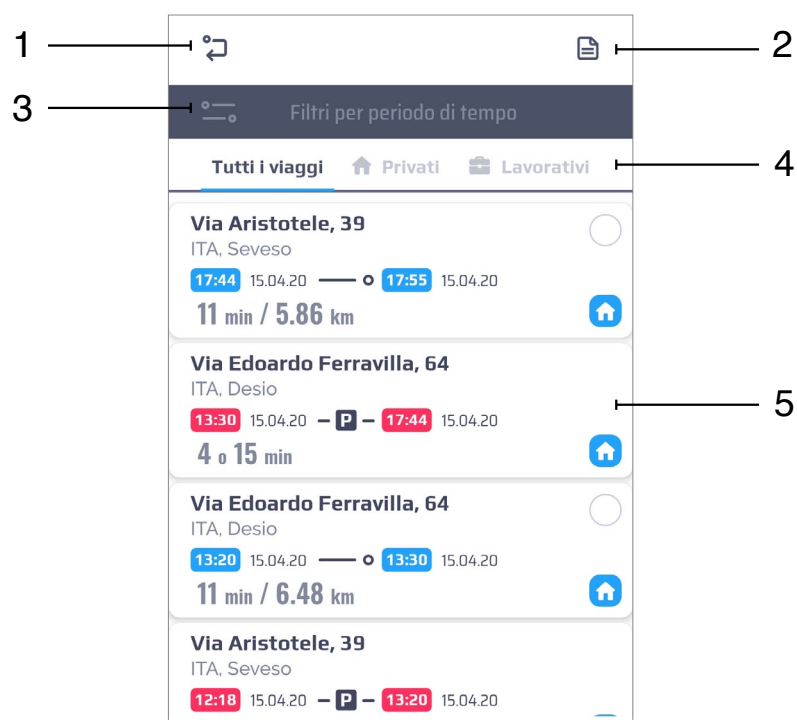 1
2
3
Filtri per periodo di tempo
Tutti i viaggi Privati Lavorativi
4
Via Aristotele, 39
ITA, Seveso
17:44 15.04.20 17:55 15.04.20
11 min / 5.86 km
Via Edoardo Ferravilla, 64
ITA, Desio
13:30 15.04.20 P 17:44 15.04.20
5
4 o 15 min
Via Edoardo Ferravilla, 64
ITA, Desio
13:20 15.04.20 13:30 15.04.20
11 min / 6.48 km
Via Aristotele, 39
ITA, Seveso
12:18 15.04.20 P 13:20 15.04.20